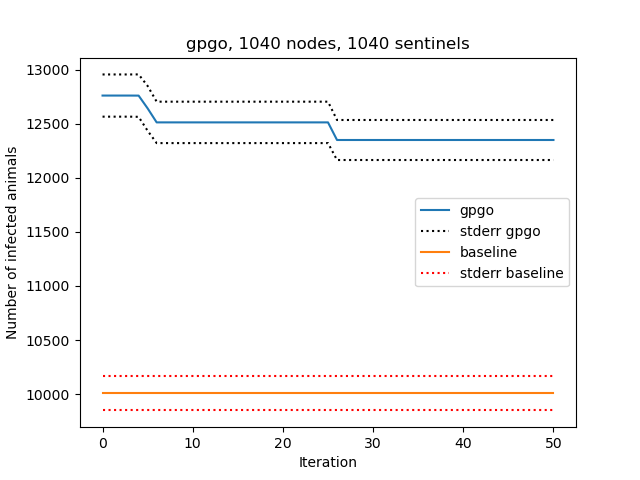 gpgo, 1040 nodes, 1040 sentinels
13000
12500
12000
11500
11000
10500
10000
Number of infected animals
gpgo
stderr gpgo
baseline
stderr baseline
0 10 20 30 40 50
Iteration